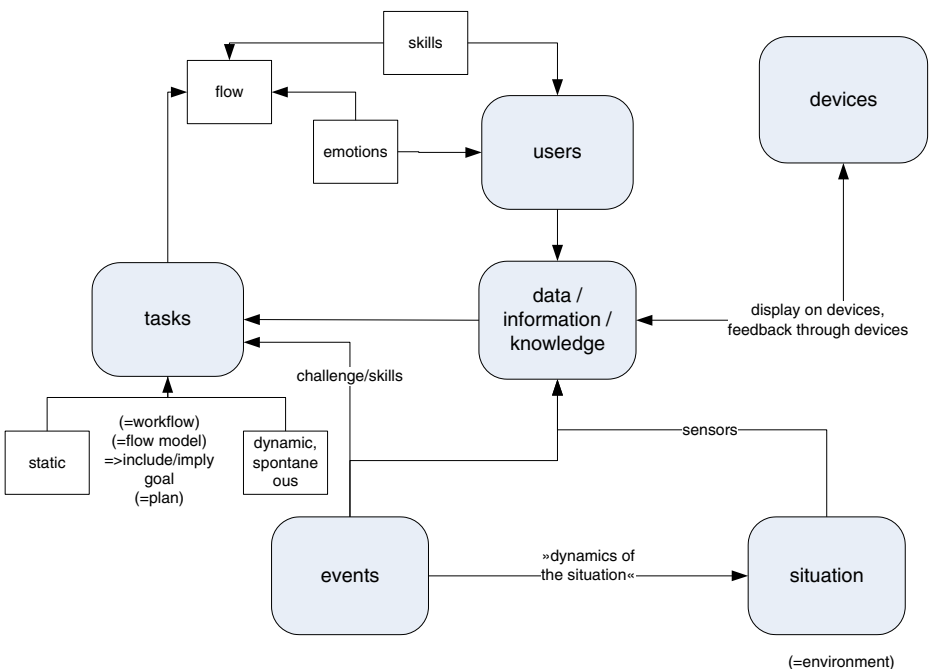 skills
devices
flow
emotions
users
data /
information /
knowledge
tasks
display on devices,
feedback through devices
challenge/skills
(=workflow)
(=flow model)
=>include/imply
goal
(=plan)
static
dynamic,
spontane
ous
sensors
events
»dynamics of
the situation«
situation
(=environment)